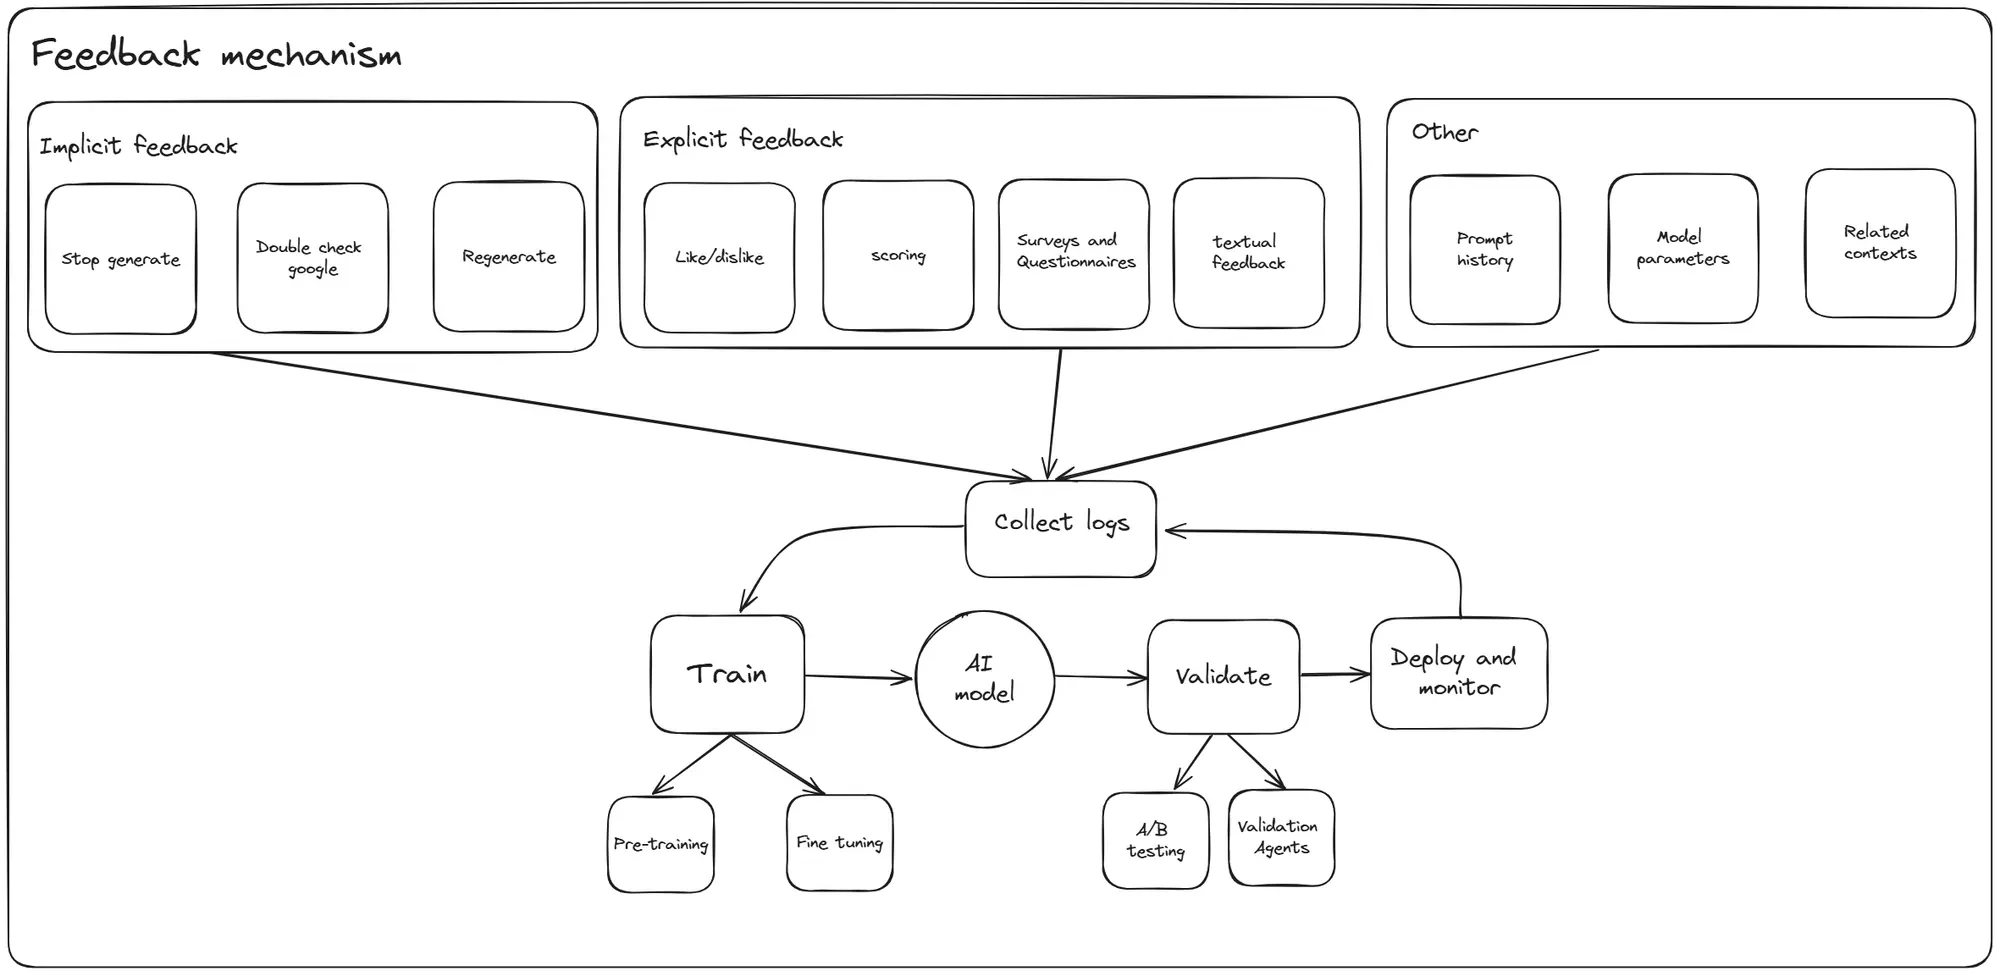 Feedback mechanism
Implicit feedback
Stop generate
Double check
google
Regenerate
Explicit feedback
Like/dislike
scoring
Surveys and
Questionnaires
textual
feedback
Other
Prompt
history
Model
parameters
Related
contexts
Collect logs
Train
AI
model
Validate
Deploy and
monitor
Pre-training
Fine tuning
A/B
testing
Validation
Agents